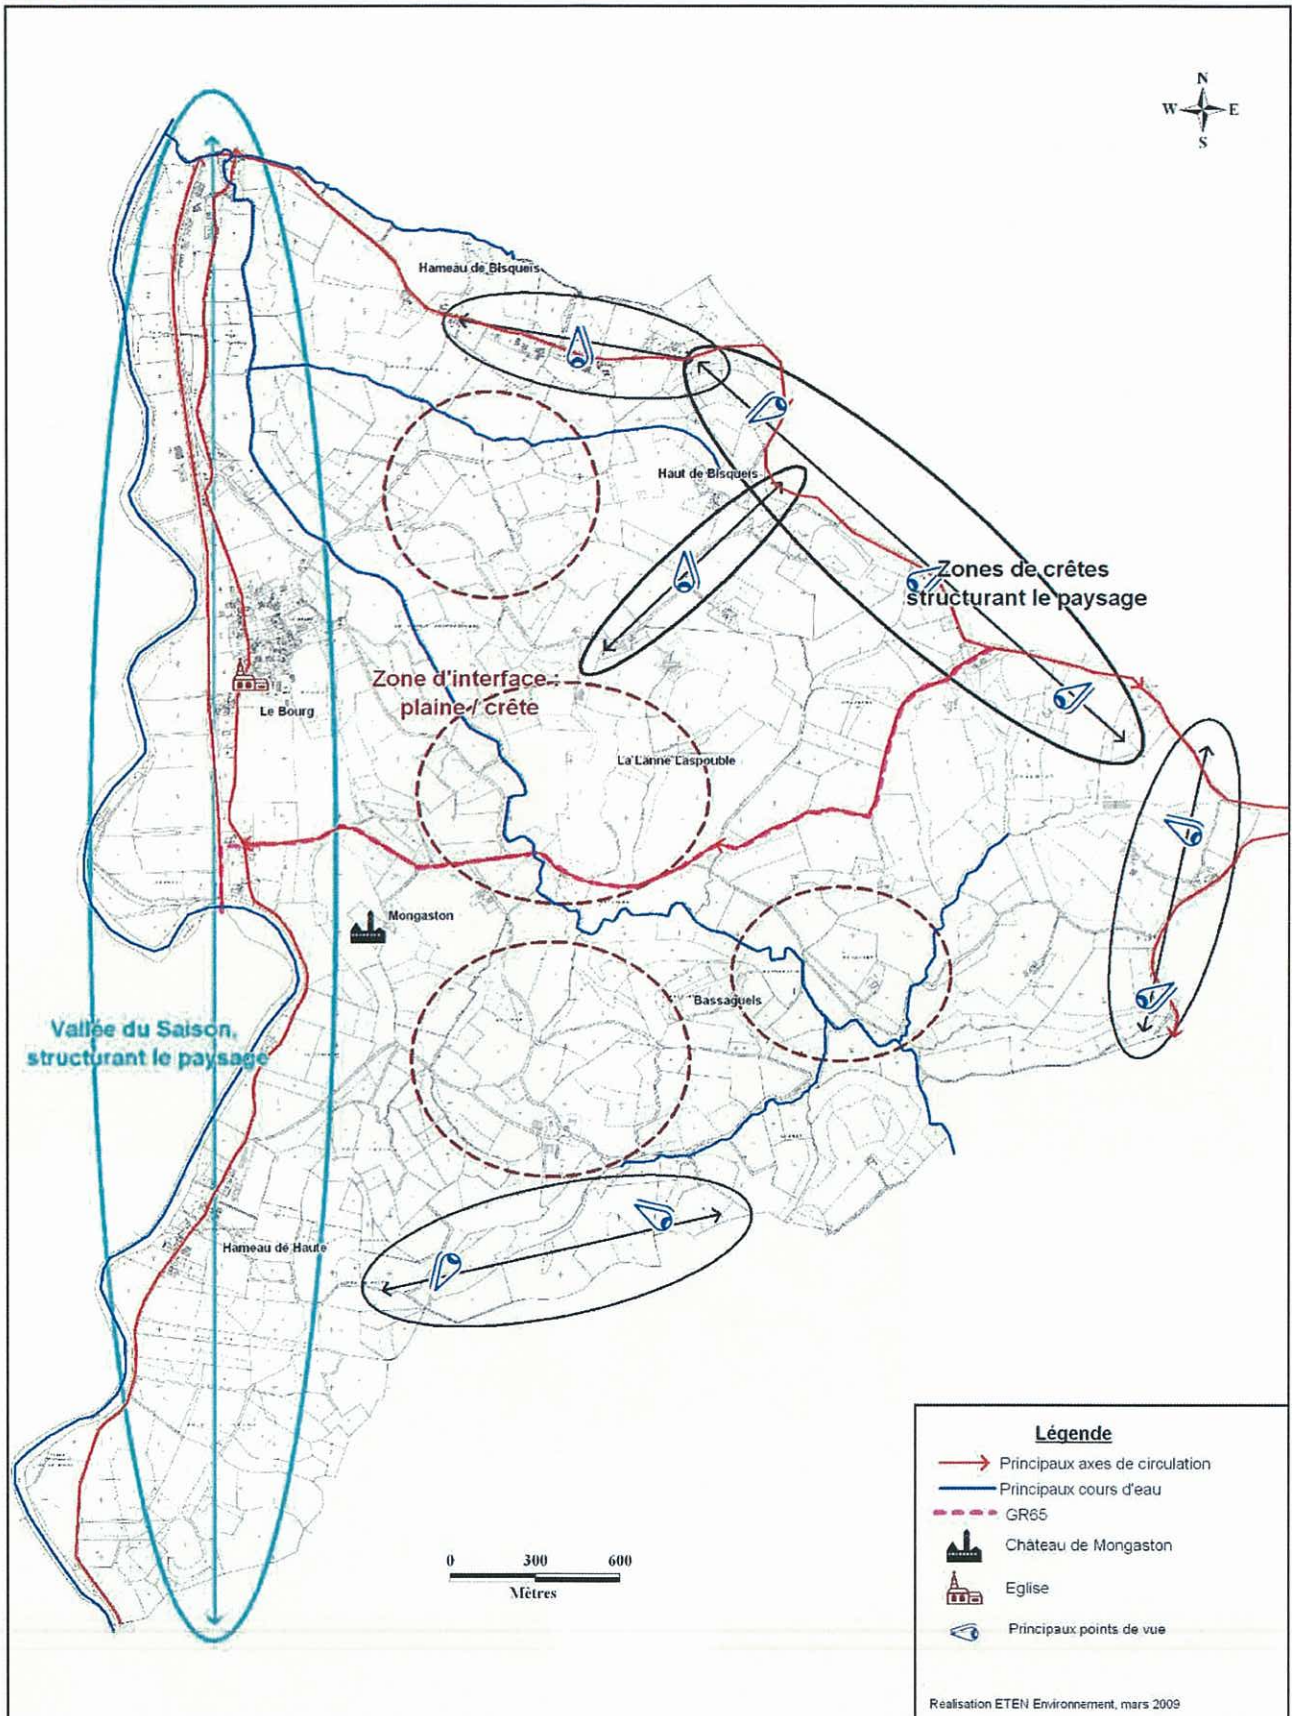 N
W E
S
Hameau de Bisqueis
Haut de Bisqueis
Zones de crêtes
structurant le paysage
Zone d'interface :
plaine / crête
Le Bourg
La Lanne Laspouble
Mongaston
Bassagueis
Vallée du Saison,
structurant le paysage
Hameau de Haute
0 300 600
Mètres
Légende
Principaux axes de circulation
Principaux cours d'eau
GR65
Château de Mongaston
Eglise
Principaux points de vue
Realisation ETEN Environnement, mars 2009